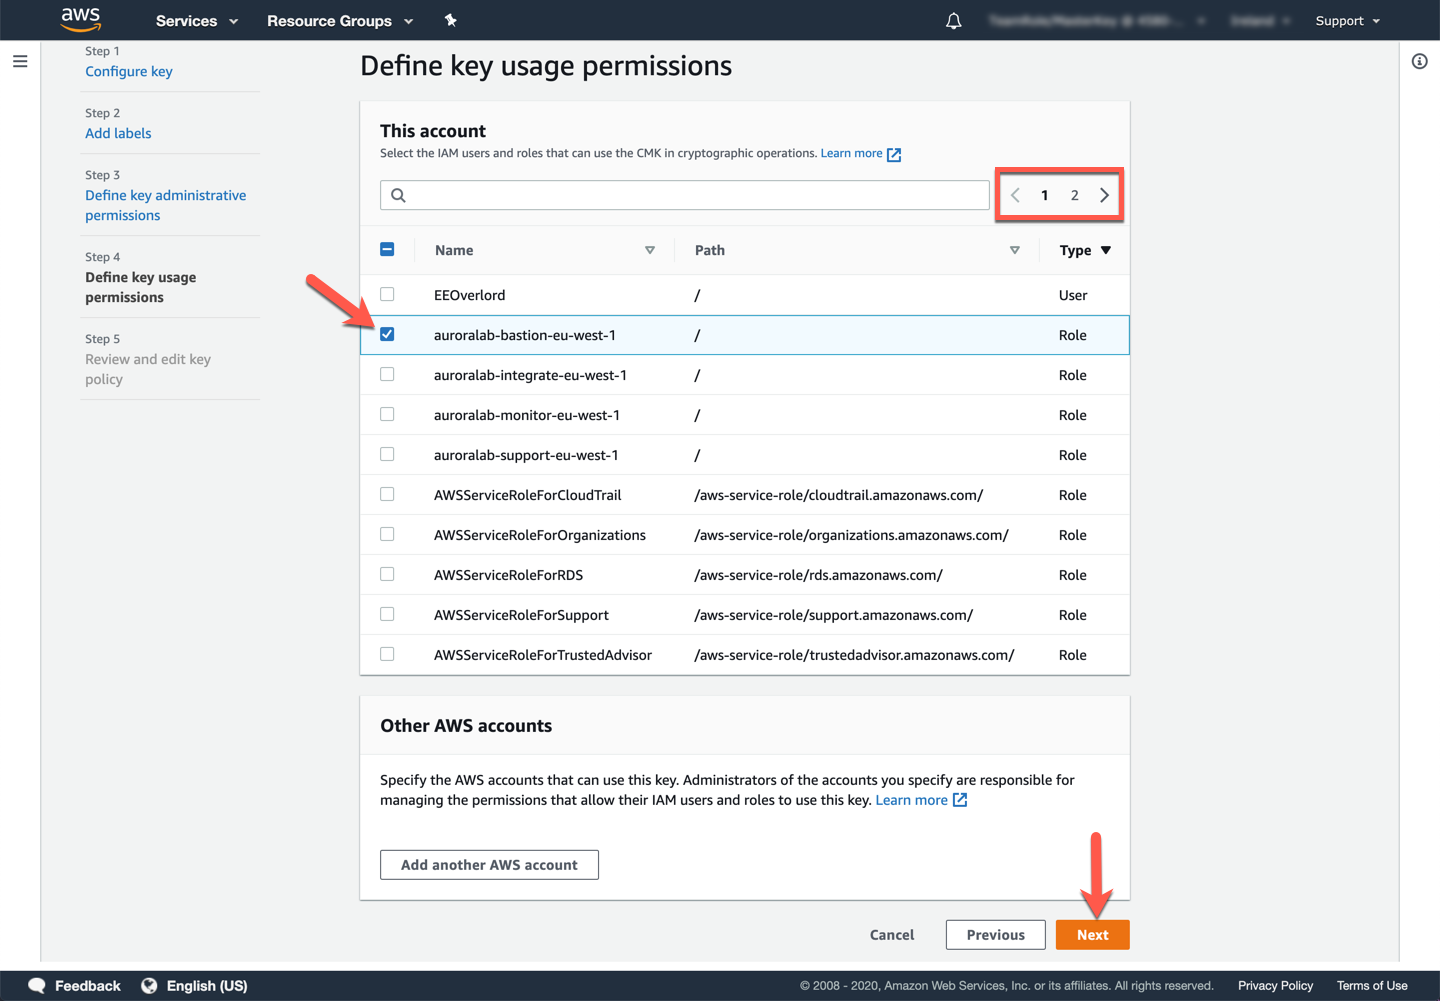 aws
Services
Resource Groups
Support
Step 1
Configure key
Step 2
Add labels
Step 3
Define key administrative
permissions
Step 4
Define key usage
permissions
Step 5
Review and edit key
policy
Define key usage permissions
This account
Select the IAM users and roles that can use the CMK in cryptographic operations. Learn more
1 2
Name Path Type
EEOverlord / User
auroralab-bastion-eu-west-1 / Role
auroralab-integrate-eu-west-1 / Role
auroralab-monitor-eu-west-1 / Role
auroralab-support-eu-west-1 / Role
AWSServiceRoleForCloudTrail /aws-service-role/cloudtrail.amazonaws.com/ Role
AWSServiceRoleForOrganizations /aws-service-role/organizations.amazonaws.com/ Role
AWSServiceRoleForRDS /aws-service-role/rds.amazonaws.com/ Role
AWSServiceRoleForSupport /aws-service-role/support.amazonaws.com/ Role
AWSServiceRoleForTrustedAdvisor /aws-service-role/trustedadvisor.amazonaws.com/ Role
Other AWS accounts
Specify the AWS accounts that can use this key. Administrators of the accounts you specify are responsible for
managing the permissions that allow their IAM users and roles to use this key. Learn more
Add another AWS account
Cancel Previous Next
Feedback English (US) © 2008 - 2020, Amazon Web Services, Inc. or its affiliates. All rights reserved. Privacy Policy Terms of Use